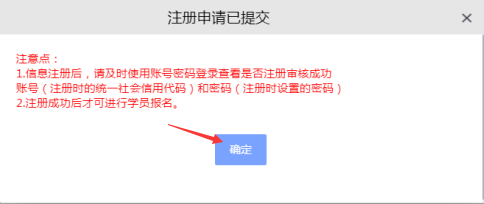 注册申请已提交
注意点：
1.信息注册后，请及时使用账号密码登录查看是否注册审核成功
账号（注册时的统一社会信用代码）和密码（注册时设置的密码）
2.注册成功后才可进行学员报名。
确定